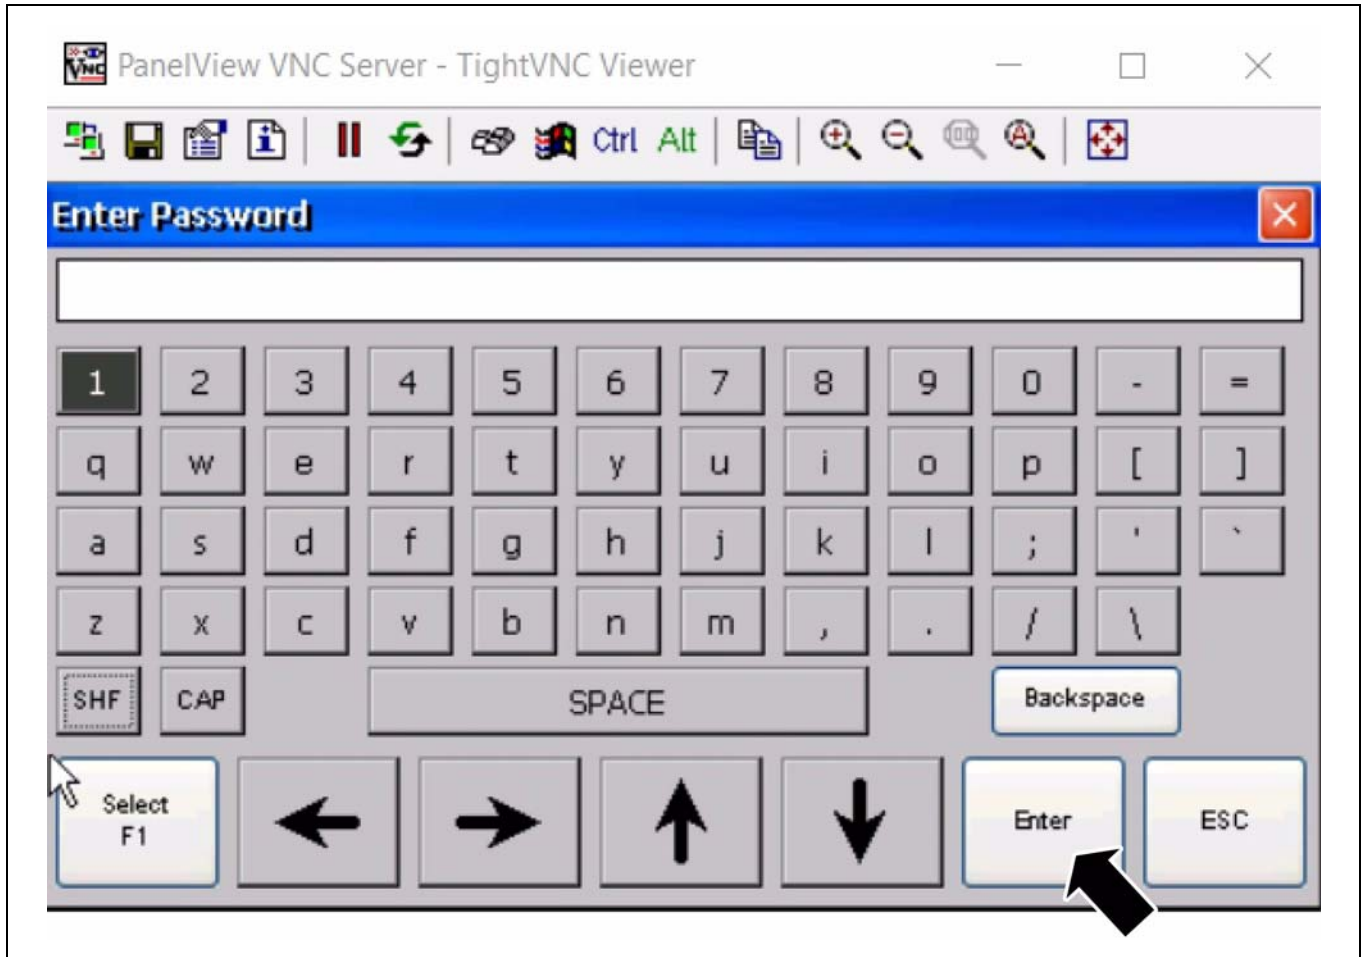 PanelView VNC Server - TightVNC Viewer
Ctrl Alt
Enter Password
1 2 3 4 5 6 7 8 9 0 - =
q w e r t y u i o p [ ]
a s d f g h j k l ; ' `
z x c v b n m , . / \
SHF CAP SPACE Backspace
Select
F1
Enter ESC